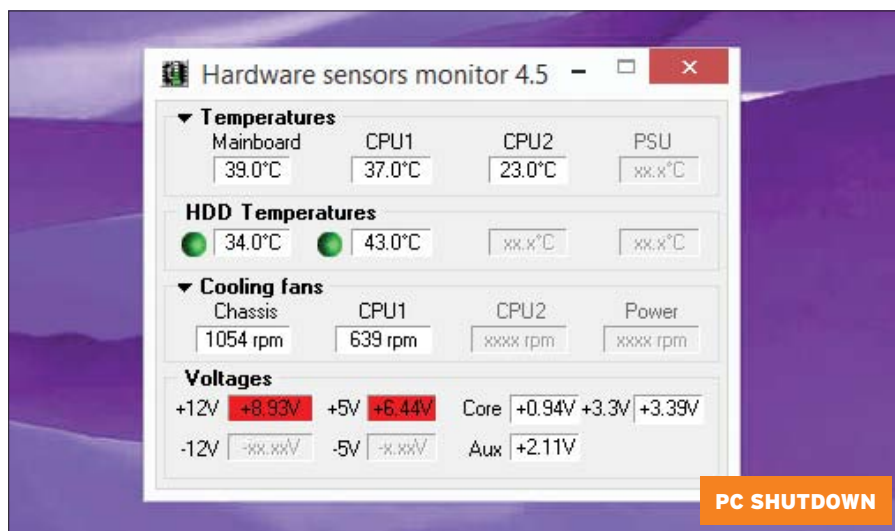 Hardware sensors monitor 4.5
Temperatures
Mainboard CPU1 CPU2 PSU
39.0°C 37.0°C 23.0°C xx.x°C
HDD Temperatures
34.0°C 43.0°C xx.x°C xx.x°C
Cooling fans
Chassis CPU1 CPU2 Power
1054 rpm 639 rpm xxxx rpm xxxx rpm
Voltages
+12V +8.93V +5V +6.44V Core +0.94V +3.3V +3.39V
-12V -xx.xxV -5V -x.xxV Aux +2.11V
PC SHUTDOWN